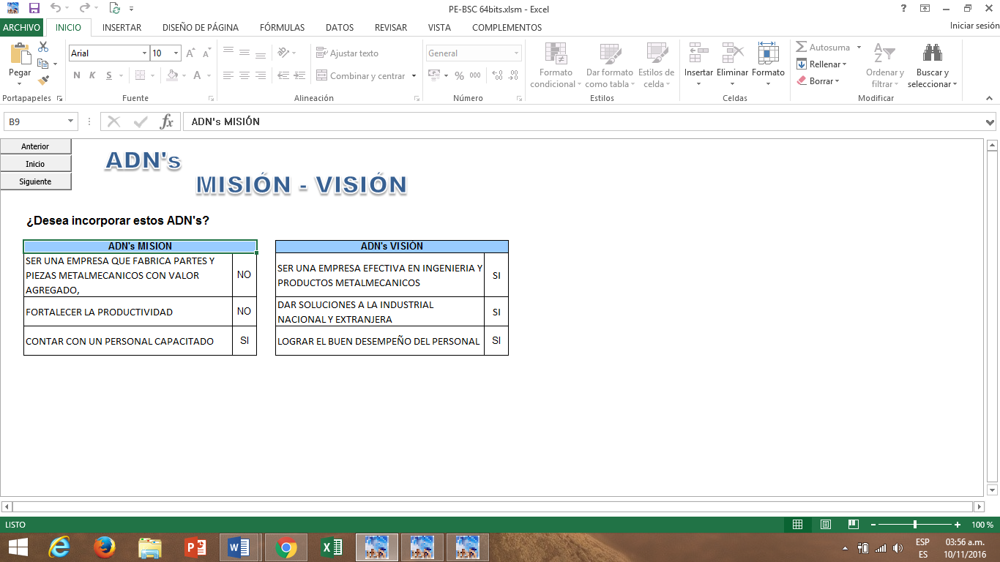 PE-BSC 64bits.xlsm - Excel
ARCHIVO INICIO INSERTAR DISEÑO DE PÁGINA FÓRMULAS DATOS REVISAR VISTA COMPLEMENTOS Iniciar sesión
Pegar
Portapapeles
Arial 10
N K S A
Fuente
Ajustar texto
Combinar y centrar
Alineación
General
% 000
Número
Formato condicional
Dar formato como tabla
Estilos de celda
Estilos
Insertar Eliminar Formato
Celdas
Autosuma
Rellenar
Borrar
Ordenar y filtrar
Buscar y seleccionar
Modificar
B9 fx ADN's MISIÓN
Anterior
Inicio
Siguiente
ADN's
MISIÓN - VISIÓN
¿Desea incorporar estos ADN's?
ADN's MISION
SER UNA EMPRESA QUE FABRICA PARTES Y
PIEZAS METALMECANICOS CON VALOR
AGREGADO,
NO
FORTALECER LA PRODUCTIVIDAD NO
CONTAR CON UN PERSONAL CAPACITADO SI
ADN's VISIÓN
SER UNA EMPRESA EFECTIVA EN INGENIERIA Y
PRODUCTOS METALMECANICOS
SI
DAR SOLUCIONES A LA INDUSTRIAL
NACIONAL Y EXTRANJERA
SI
LOGRAR EL BUEN DESEMPEÑO DEL PERSONAL SI
LISTO
100 %
ESP
ES
03:56 a.m.
10/11/2016